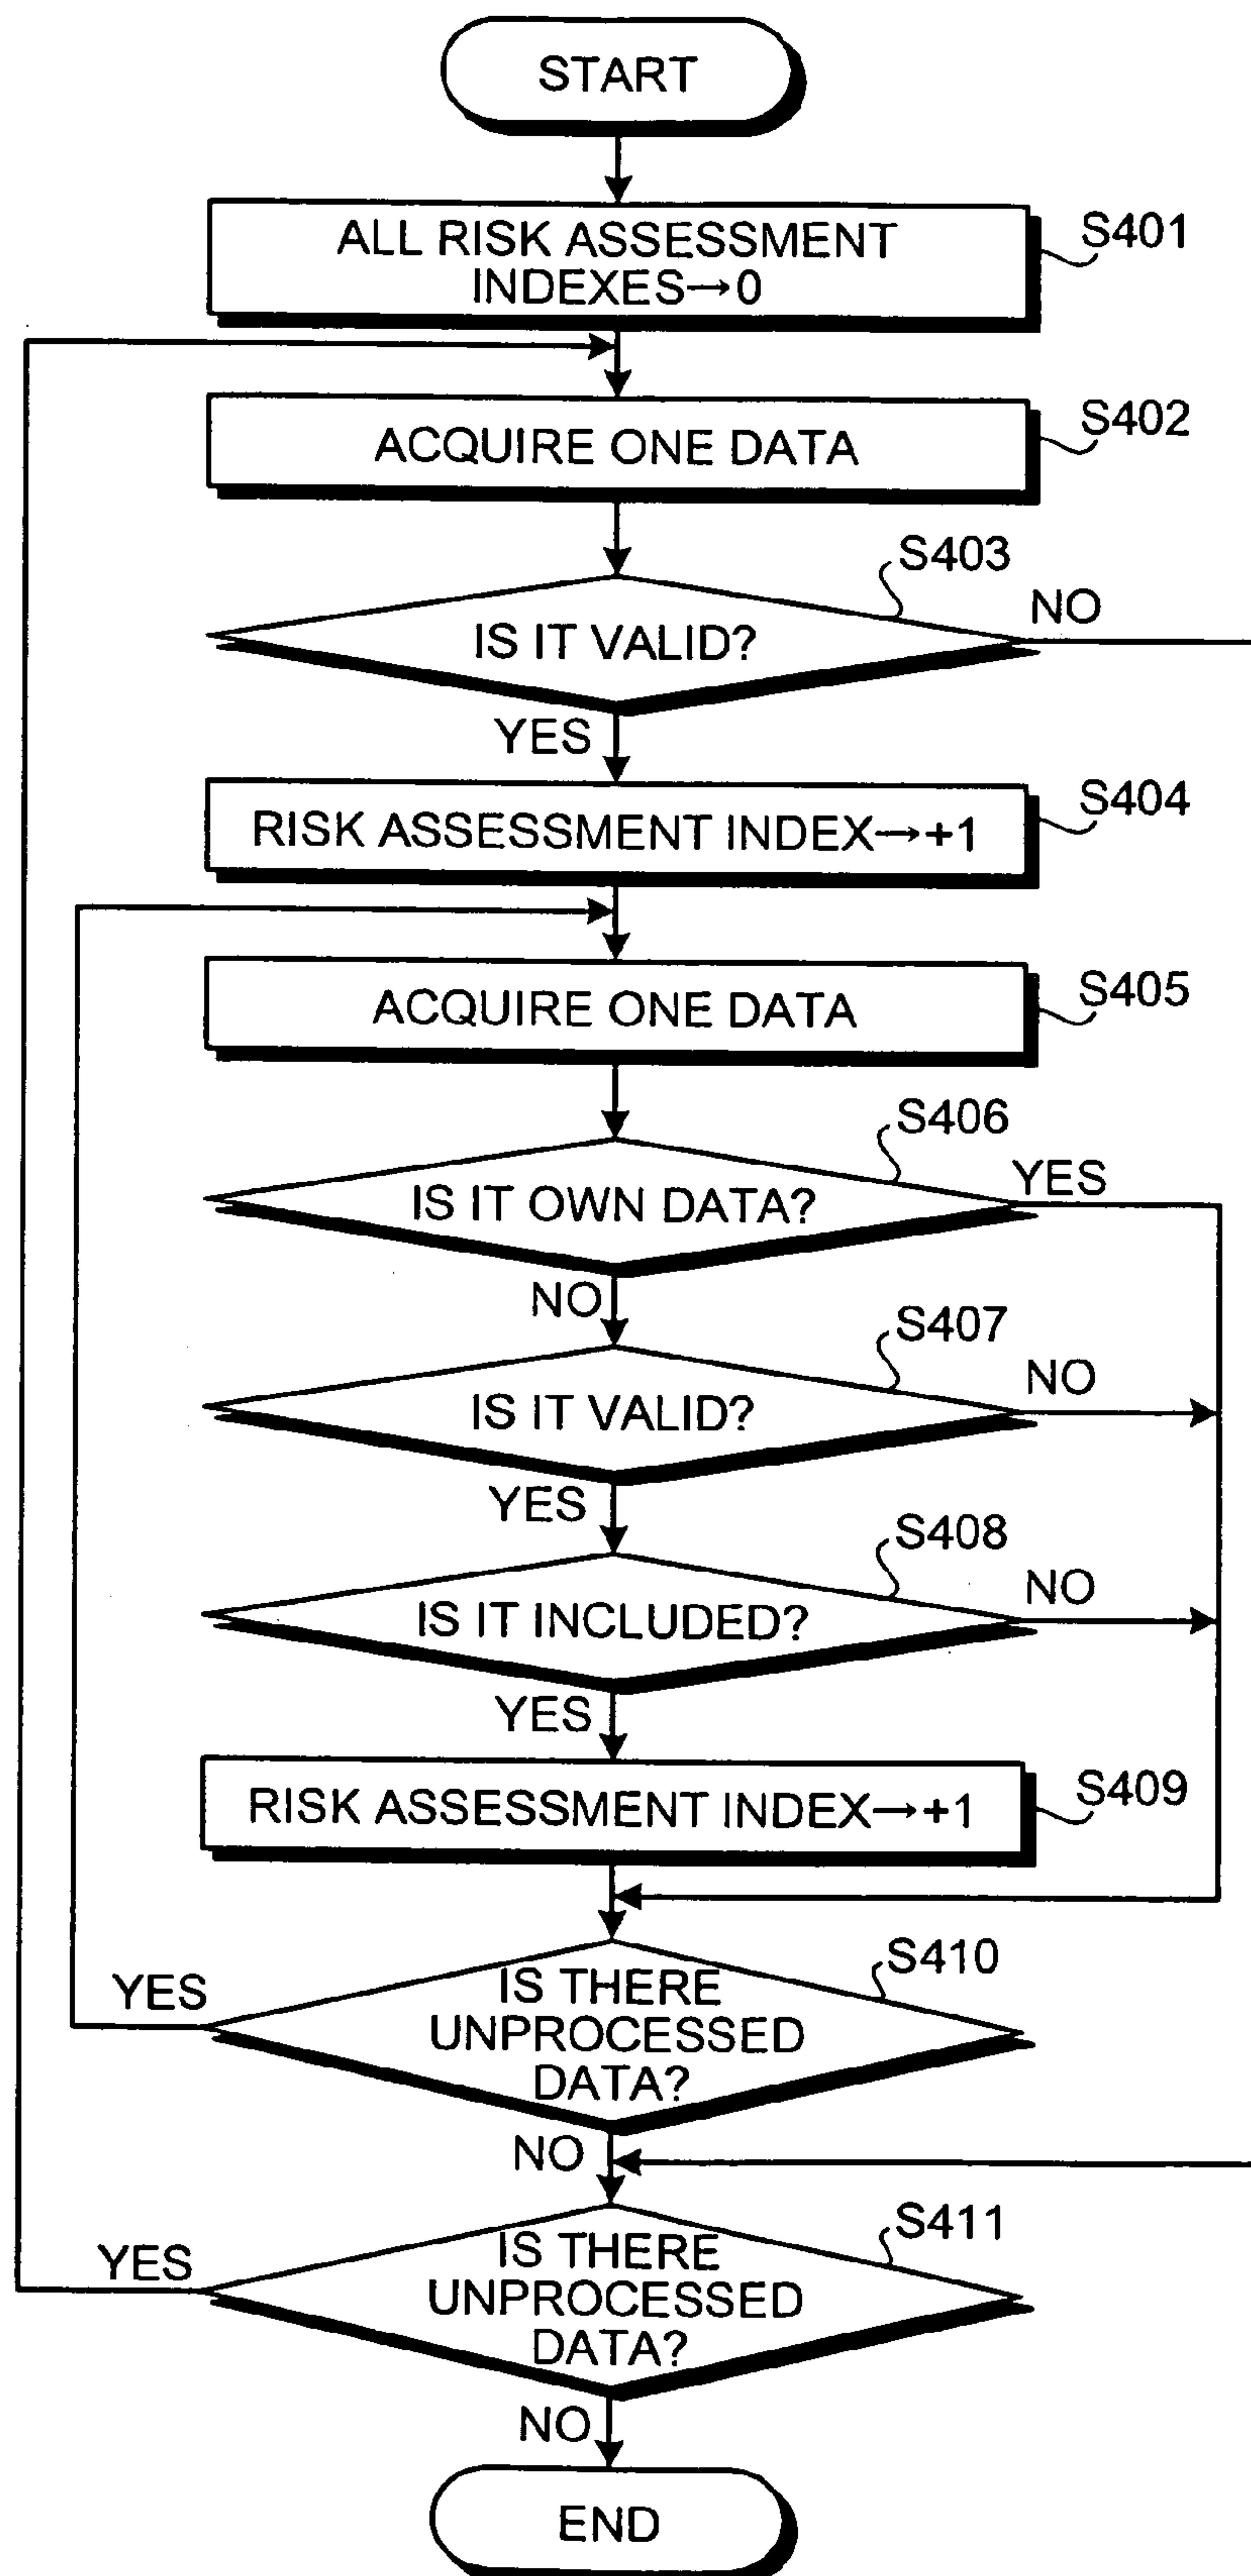 START
ALL RISK ASSESSMENT
INDEXES→0
S401
ACQUIRE ONE DATA
S402
S403
IS IT VALID?
NO
YES
RISK ASSESSMENT INDEX→+1
S404
ACQUIRE ONE DATA
S405
S406
IS IT OWN DATA?
YES
NO
S407
IS IT VALID?
NO
YES
S408
IS IT INCLUDED?
NO
YES
RISK ASSESSMENT INDEX→+1
S409
S410
IS THERE
UNPROCESSED
DATA?
YES
NO
S411
IS THERE
UNPROCESSED
DATA?
YES
NO
END